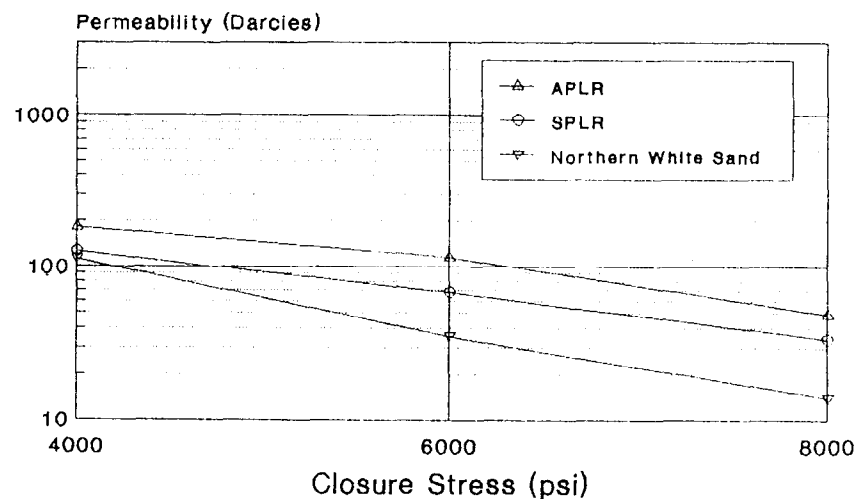 Permeability (Darcies)
APLR
SPLR
Northern White Sand
1000
100
10
4000
6000
8000
Closure Stress (psi)